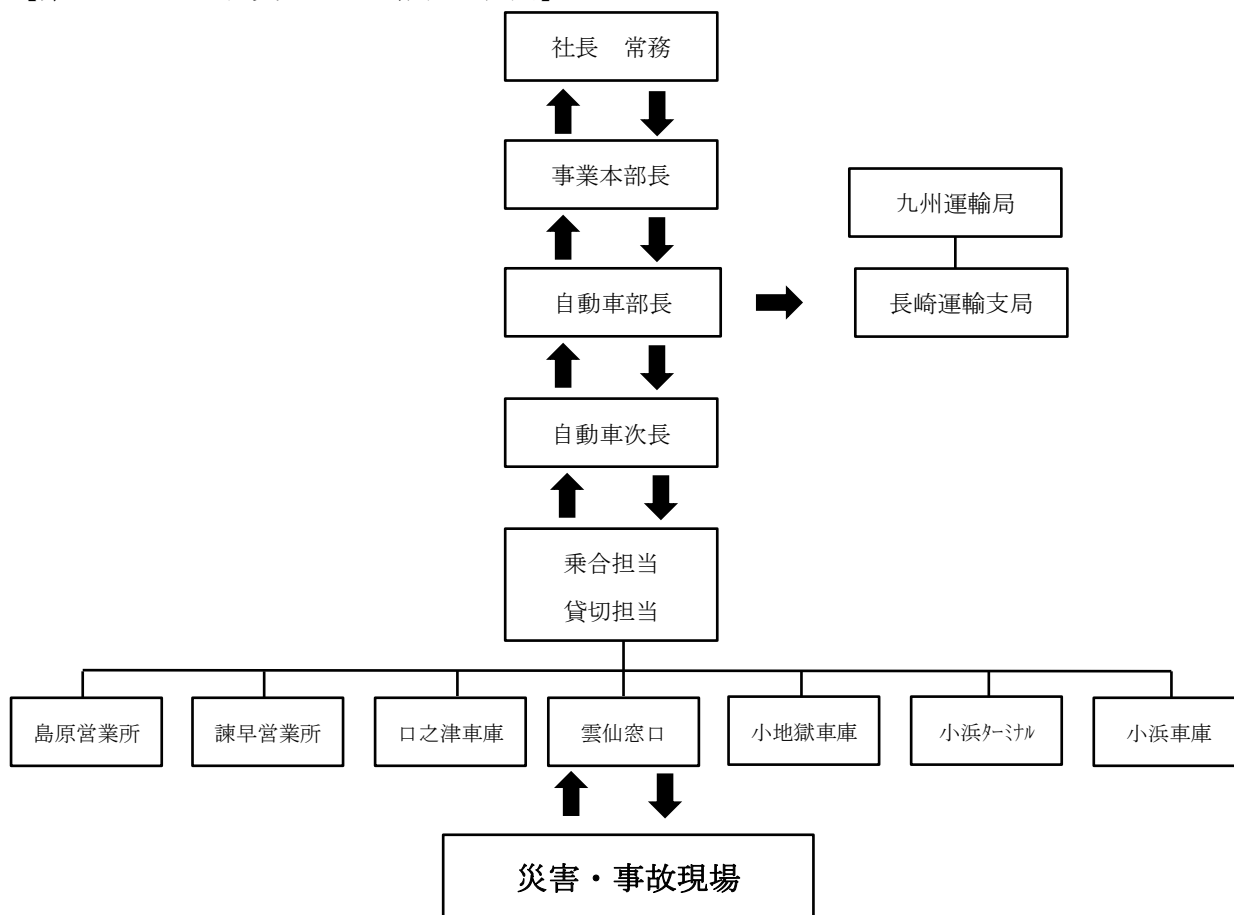 社長　常務
事業本部長
九州運輸局
自動車部長
長崎運輸支局
自動車次長
乗合担当
貸切担当
島原営業所
諫早営業所
口之津車庫
雲仙窓口
小地獄車庫
小浜ﾀｰﾐﾅﾙ
小浜車庫
災害・事故現場